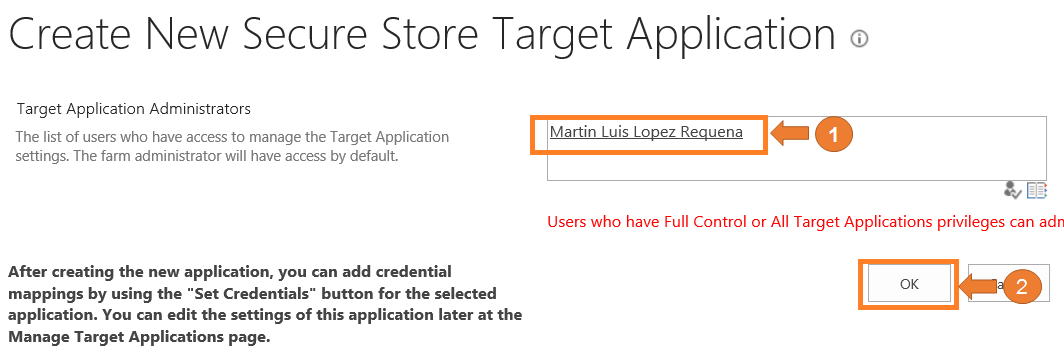 Create New Secure Store Target Application
Target Application Administrators
The list of users who have access to manage the Target Application
settings. The farm administrator will have access by default.
Martin Luis Lopez Requena
1
Users who have Full Control or All Target Applications privileges can
After creating the new application, you can add credential
mappings by using the "Set Credentials" button for the selected
application. You can edit the settings of this application later at the
Manage Target Applications page.
OK
2